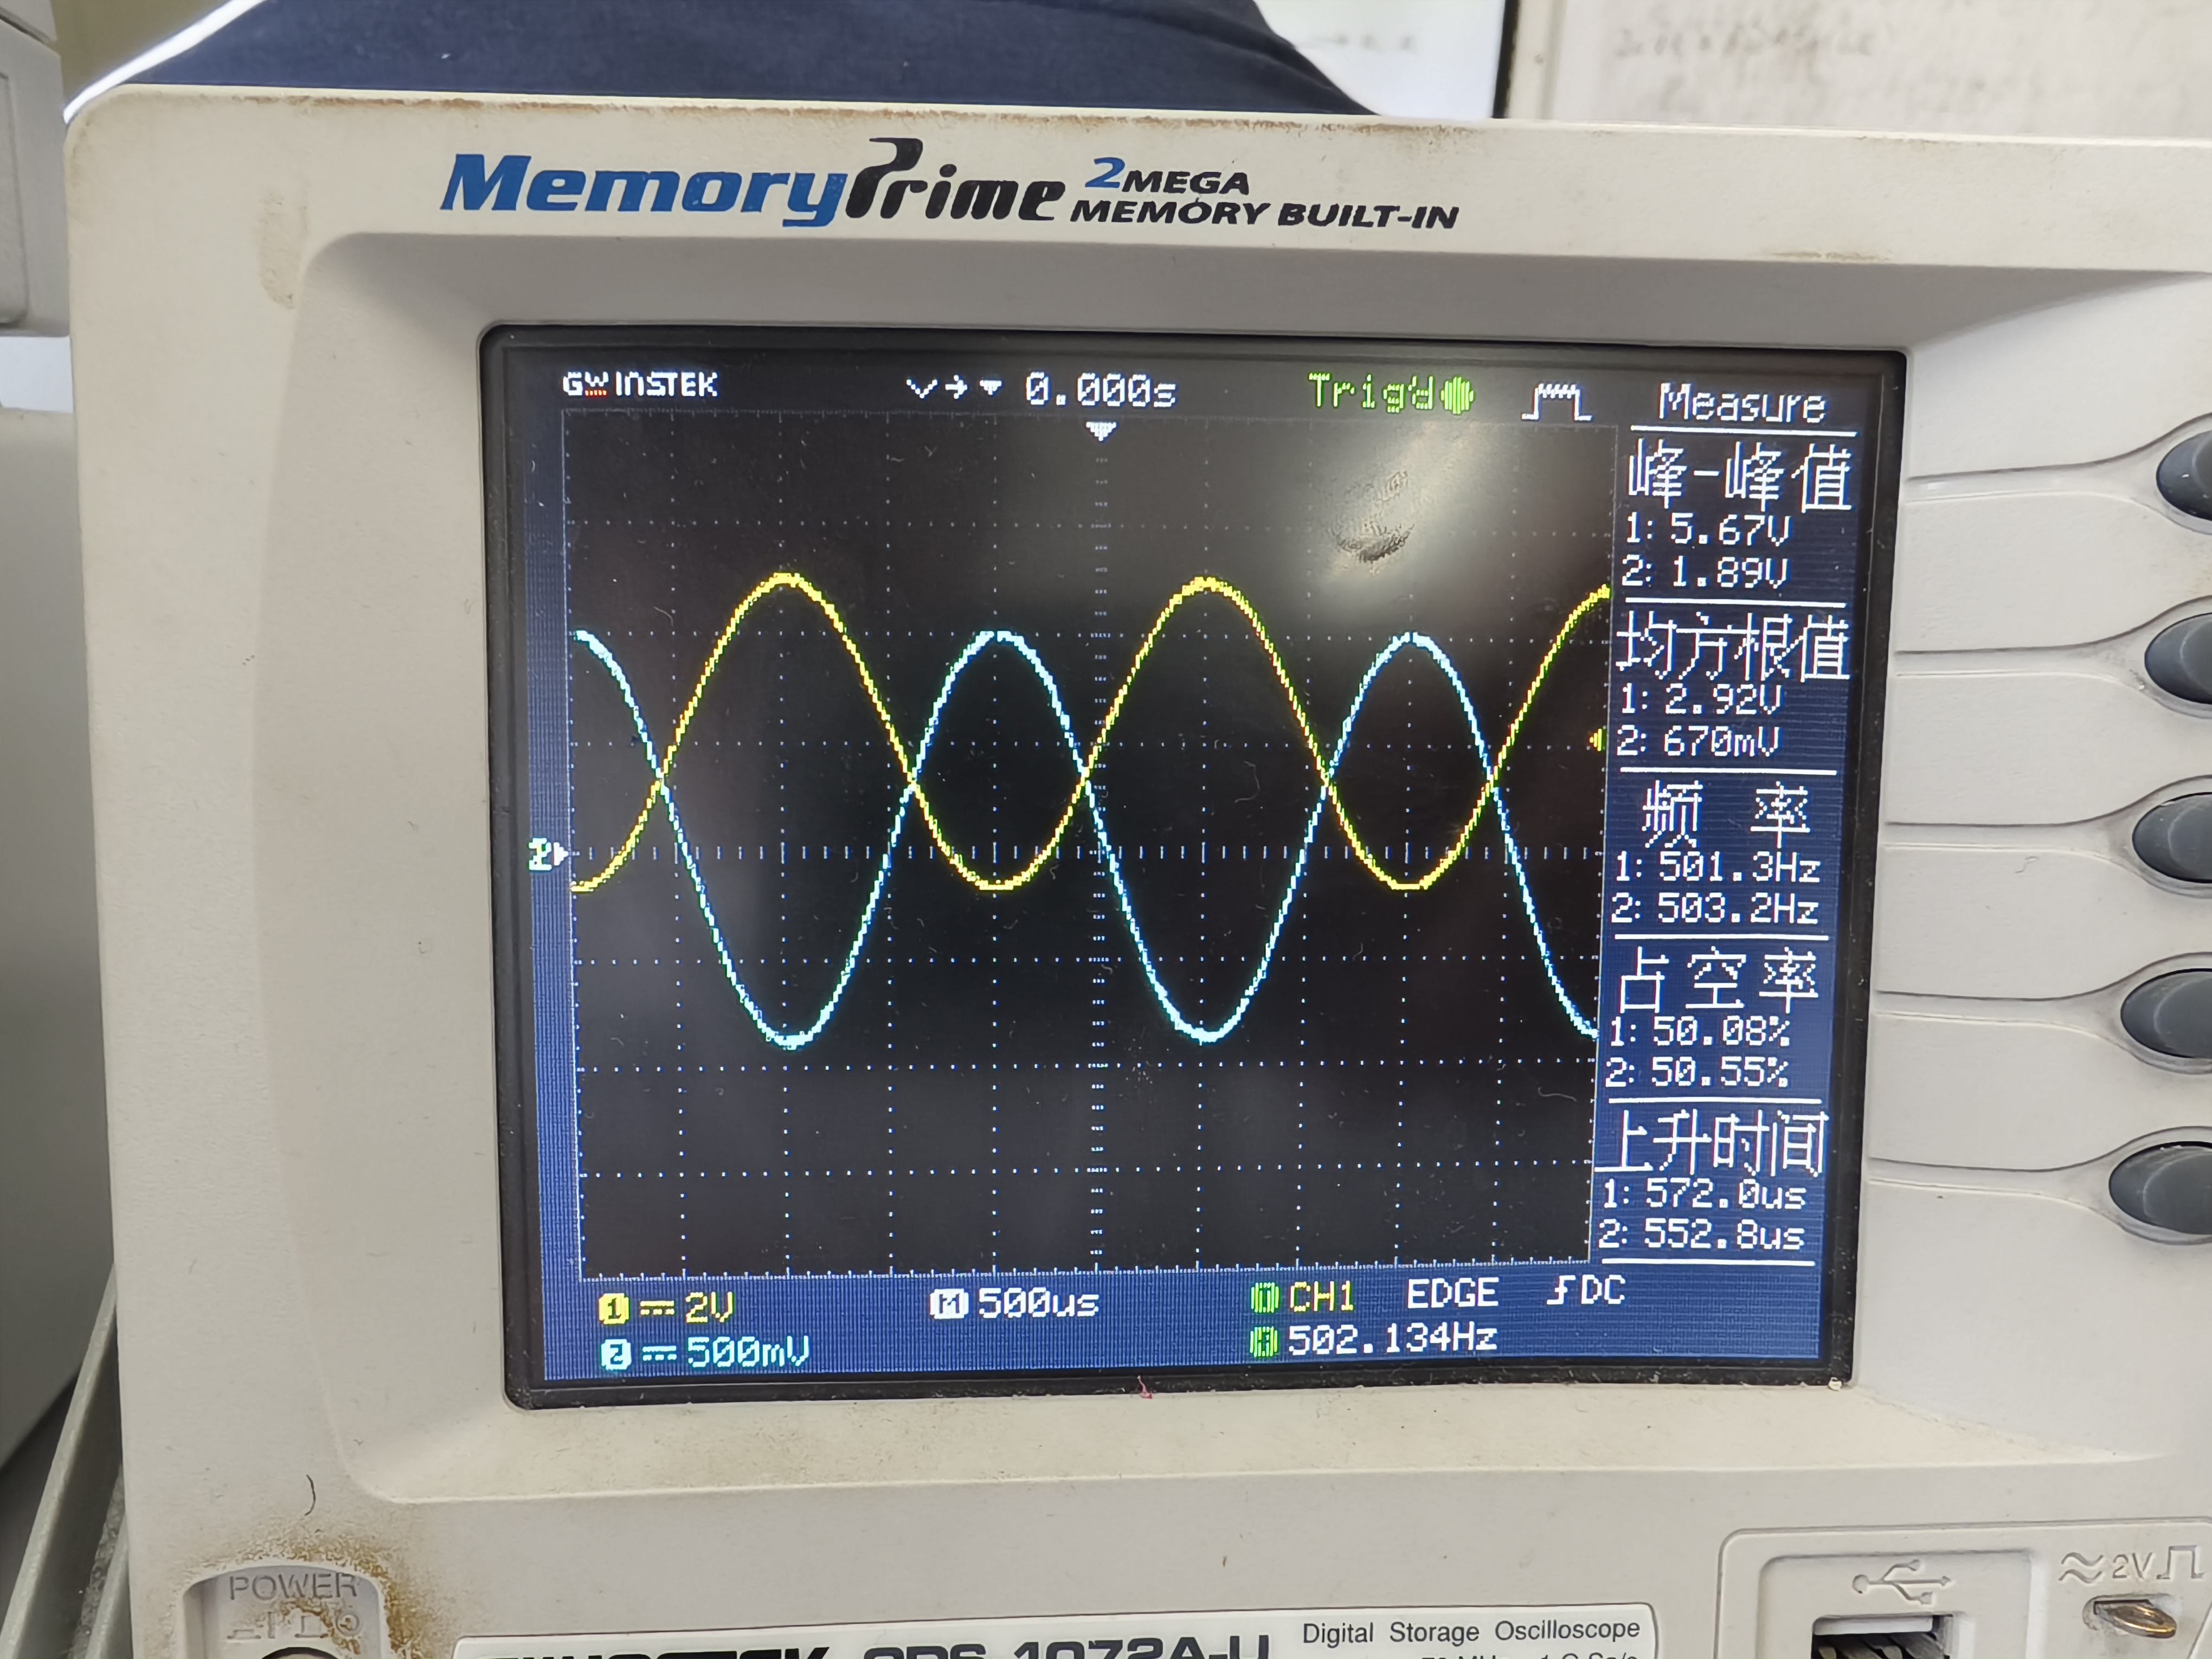 MemoryPrime 2MEGA MEMORY BUILT-IN
GW INSTEK 0.000s Trig'd
Measure
峰-峰值
1: 5.67V
2: 1.89V
均方根值
1: 2.92V
2: 670mV
频 率
1: 501.3Hz
2: 503.2Hz
占空率
1: 50.08%
2: 50.55%
上升时间
1: 572.0us
2: 552.8us
2
1 2V M 500us CH1 EDGE DC
2 500mV 502.134Hz
POWER
2V
Digital Storage Oscilloscope